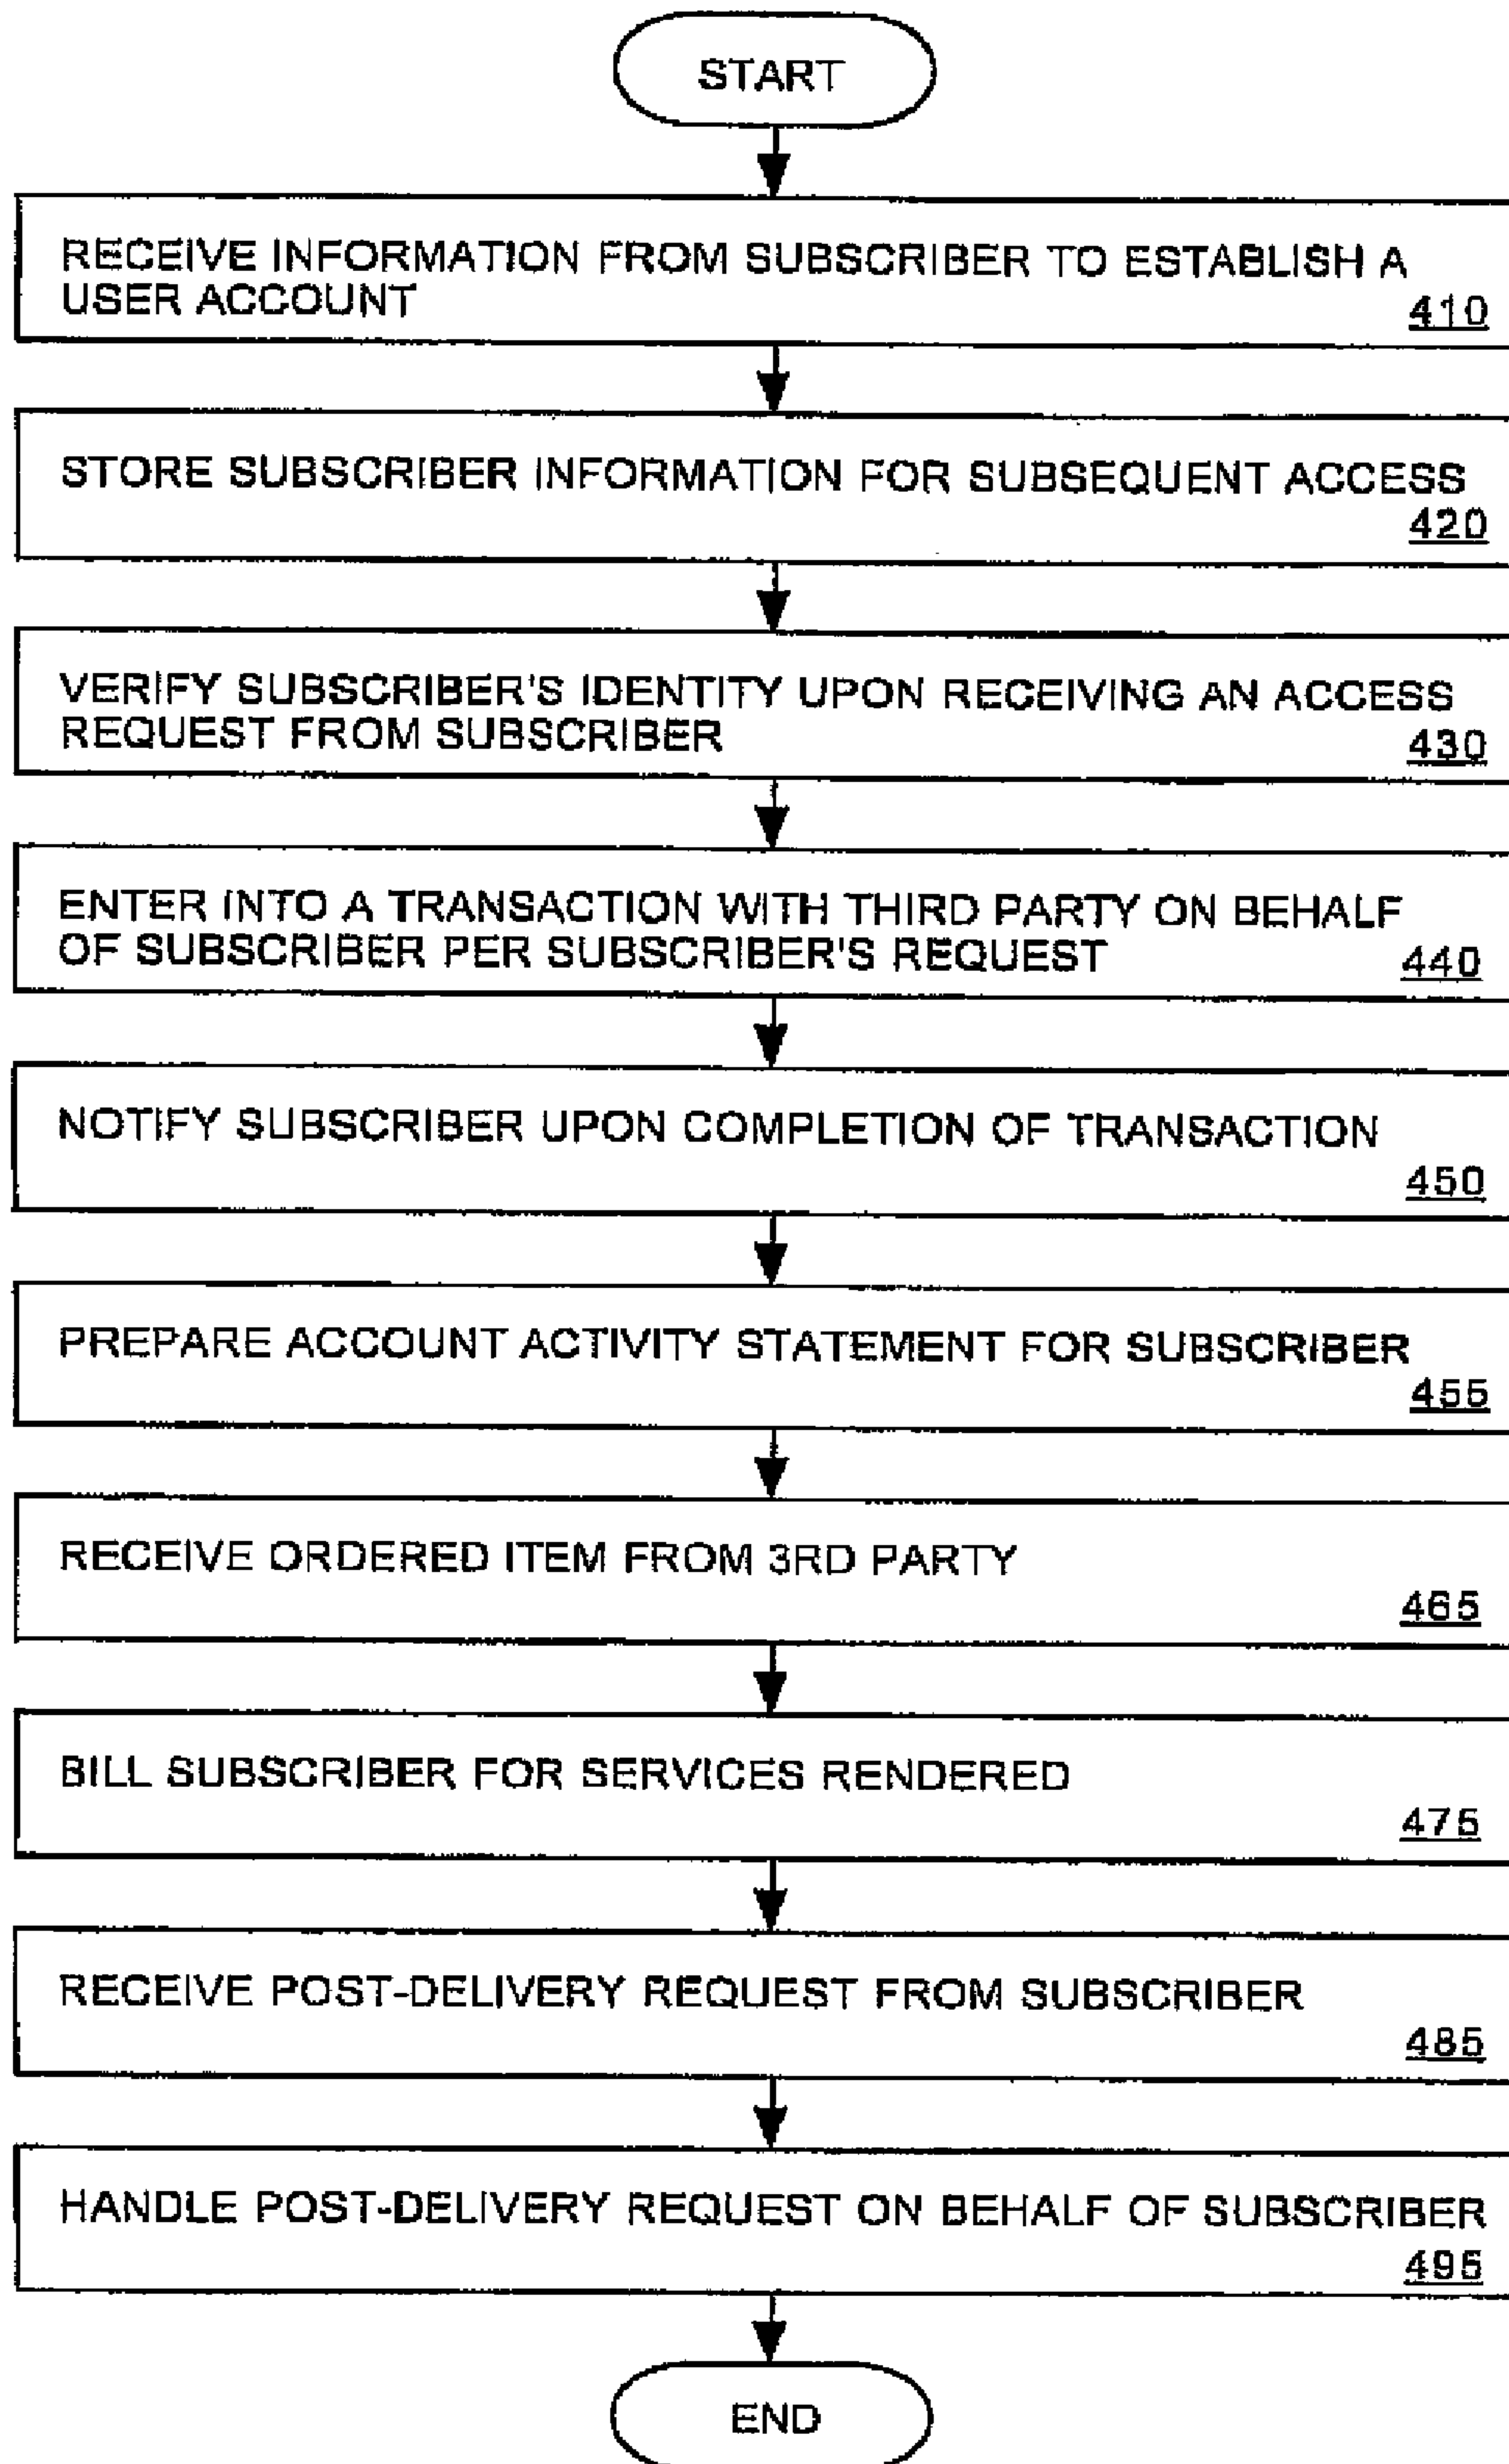 START
RECEIVE INFORMATION FROM SUBSCRIBER TO ESTABLISH A
USER ACCOUNT
410
STORE SUBSCRIBER INFORMATION FOR SUBSEQUENT ACCESS
420
VERIFY SUBSCRIBER'S IDENTITY UPON RECEIVING AN ACCESS
REQUEST FROM SUBSCRIBER
430
ENTER INTO A TRANSACTION WITH THIRD PARTY ON BEHALF
OF SUBSCRIBER PER SUBSCRIBER'S REQUEST
440
NOTIFY SUBSCRIBER UPON COMPLETION OF TRANSACTION
450
PREPARE ACCOUNT ACTIVITY STATEMENT FOR SUBSCRIBER
455
RECEIVE ORDERED ITEM FROM 3RD PARTY
465
BILL SUBSCRIBER FOR SERVICES RENDERED
475
RECEIVE POST-DELIVERY REQUEST FROM SUBSCRIBER
485
HANDLE POST-DELIVERY REQUEST ON BEHALF OF SUBSCRIBER
495
END